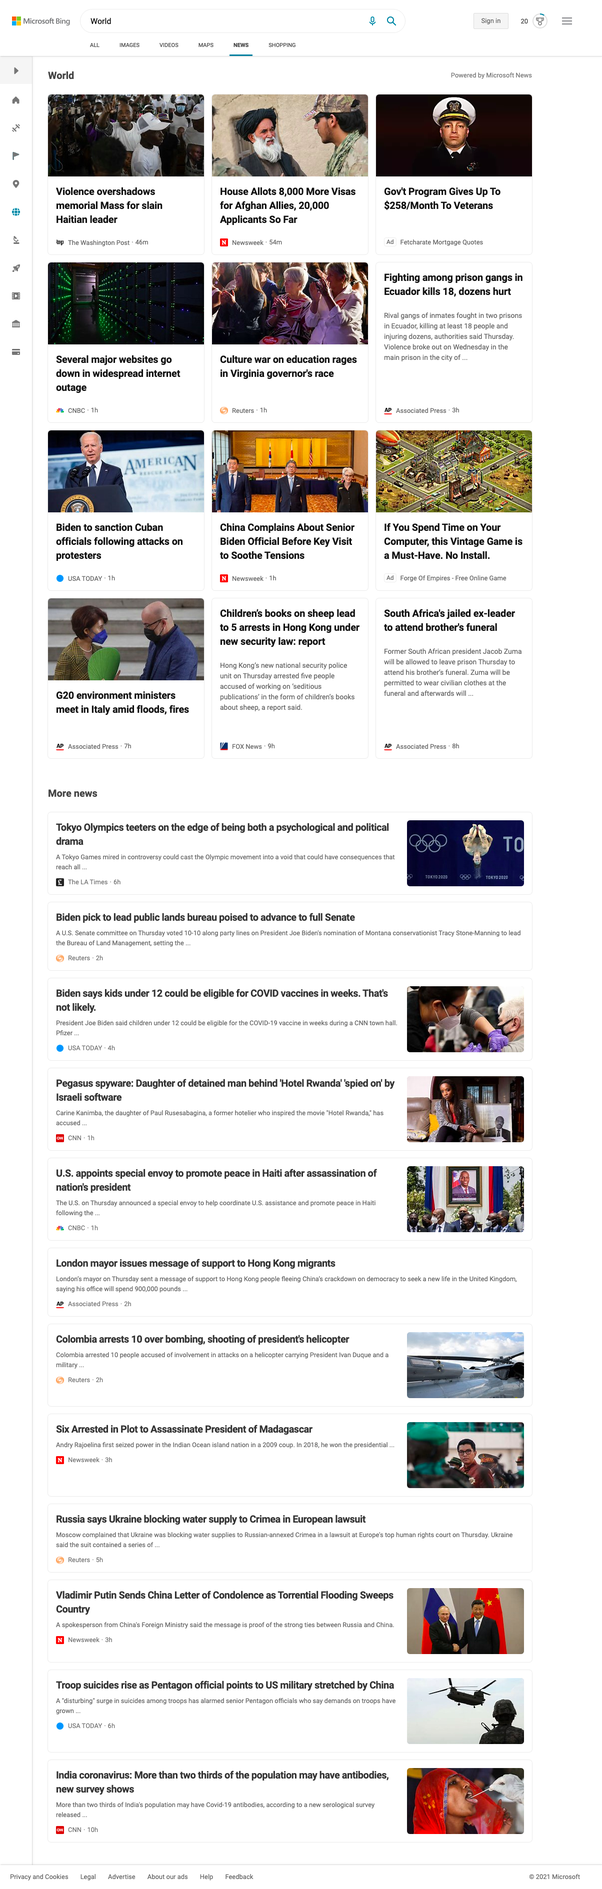 Microsoft Bing
World
Sign in
20
ALL IMAGES VIDEOS MAPS NEWS SHOPPING
World
Powered by Microsoft News
Violence overshadows
memorial Mass for slain
Haitian leader
The Washington Post · 46m
House Allots 8,000 More Visas
for Afghan Allies, 20,000
Applicants So Far
Newsweek · 54m
Gov't Program Gives Up To
$258/Month To Veterans
Ad Fetcharate Mortgage Quotes
Several major websites go
down in widespread internet
outage
CNBC · 1h
Culture war on education rages
in Virginia governor's race
Reuters · 1h
Fighting among prison gangs in
Ecuador kills 18, dozens hurt
Rival gangs of inmates fought in two prisons
in Ecuador, killing at least 18 people and
injuring dozens, authorities said Thursday.
Violence broke out on Wednesday in the
main prison in the city of ...
AP Associated Press · 3h
AMERICAN
Biden to sanction Cuban
officials following attacks on
protesters
USA TODAY · 1h
China Complains About Senior
Biden Official Before Key Visit
to Soothe Tensions
Newsweek · 1h
If You Spend Time on Your
Computer, this Vintage Game is
a Must-Have. No Install.
Ad Forge Of Empires - Free Online Game
G20 environment ministers
meet in Italy amid floods, fires
AP Associated Press · 7h
Children's books on sheep lead
to 5 arrests in Hong Kong under
new security law: report
Hong Kong's new national security police
unit on Thursday arrested five people
accused of working on 'seditious
publications' in the form of children's books
about sheep, a report said.
FOX News · 9h
South Africa's jailed ex-leader
to attend brother's funeral
Former South African president Jacob Zuma
will be allowed to leave prison Thursday to
attend his brother's funeral. Zuma will be
permitted to wear civilian clothes at the
funeral and afterwards will ...
AP Associated Press · 8h
More news
Tokyo Olympics teeters on the edge of being both a psychological and political
drama
A Tokyo Games mired in controversy could cast the Olympic movement into a void that could have consequences that
reach all ...
The LA Times · 6h
TO
TOKYO 2020
TOKYO 2020
Biden pick to lead public lands bureau poised to advance to full Senate
A U.S. Senate committee on Thursday voted 10-10 along party lines on President Joe Biden's nomination of Montana conservationist Tracy Stone-Manning to lead
the Bureau of Land Management, setting the ...
Reuters · 2h
Biden says kids under 12 could be eligible for COVID vaccines in weeks. That's
not likely.
President Joe Biden said children under 12 could be eligible for the COVID-19 vaccine in weeks during a CNN town hall.
Pfizer ...
USA TODAY · 4h
Pegasus spyware: Daughter of detained man behind 'Hotel Rwanda' 'spied on' by
Israeli software
Carine Kanimba, the daughter of Paul Rusesabagina, a former hotelier who inspired the movie "Hotel Rwanda," has
accused ...
CNN · 1h
U.S. appoints special envoy to promote peace in Haiti after assassination of
nation's president
The U.S. on Thursday announced a special envoy to help coordinate U.S. assistance and promote peace in Haiti
following the ...
CNBC · 1h
London mayor issues message of support to Hong Kong migrants
London's mayor on Thursday sent a message of support to Hong Kong people fleeing China's crackdown on democracy to seek a new life in the United Kingdom,
saying his office will spend 900,000 pounds ...
AP Associated Press · 2h
Colombia arrests 10 over bombing, shooting of president's helicopter
Colombia arrested 10 people accused of involvement in attacks on a helicopter carrying President Ivan Duque and a
military ...
Reuters · 2h
Six Arrested in Plot to Assassinate President of Madagascar
Andry Rajoelina first seized power in the Indian Ocean island nation in a 2009 coup. In 2018, he won the presidential ...
Newsweek · 3h
Russia says Ukraine blocking water supply to Crimea in European lawsuit
Moscow complained that Ukraine was blocking water supplies to Russian-annexed Crimea in a lawsuit at Europe's top human rights court on Thursday. Ukraine
said the suit contained a series of ...
Reuters · 5h
Vladimir Putin Sends China Letter of Condolence as Torrential Flooding Sweeps
Country
A spokesperson from China's Foreign Ministry said the message is proof of the strong ties between Russia and China.
Newsweek · 3h
Troop suicides rise as Pentagon official points to US military stretched by China
A "disturbing" surge in suicides among troops has alarmed senior Pentagon officials who say demands on troops have
grown ...
USA TODAY · 6h
India coronavirus: More than two thirds of the population may have antibodies,
new survey shows
More than two thirds of India's population may have Covid-19 antibodies, according to a new serological survey
released ...
CNN · 10h
Privacy and Cookies Legal Advertise About our ads Help Feedback
© 2021 Microsoft